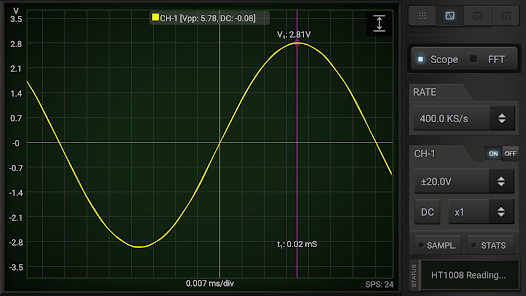 V
CH-1 [Vpp: 5.78, DC: -0.08]
3.5
V₁: 2.81V
2.8
2.1
1.4
0.7
-0
-0.7
-1.4
-2.1
-2.8
t₁: 0.02 mS
-3.5
0.007 ms/div
SPS: 24
Scope
FFT
RATE
400.0 KS/s
CH-1
ON
OFF
±20.0V
DC
x1
SAMPL.
STATS
STATUS
HT1008 Reading...